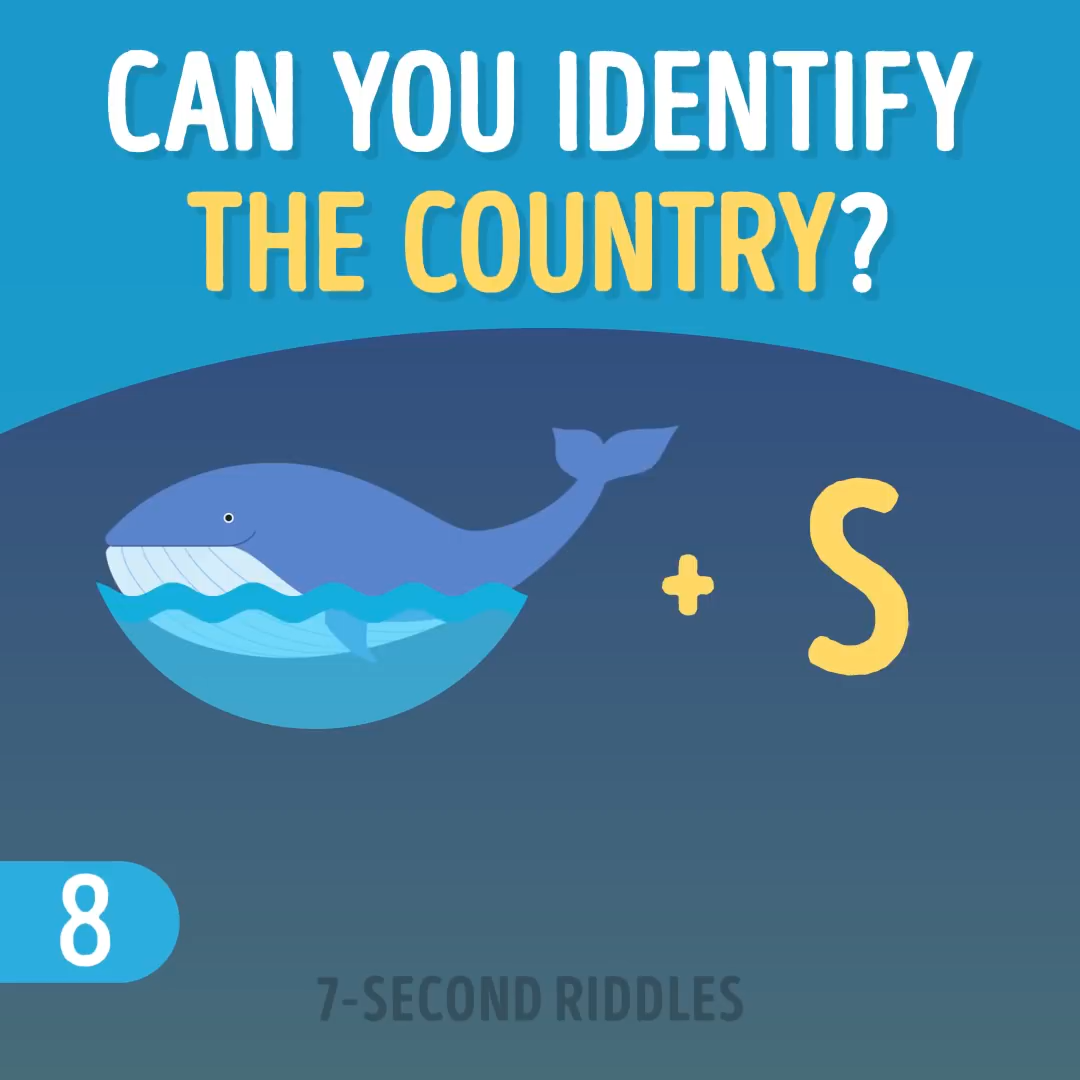 CAN YOU IDENTIFY
THE COUNTRY?
+ S
8
7-SECOND RIDDLES